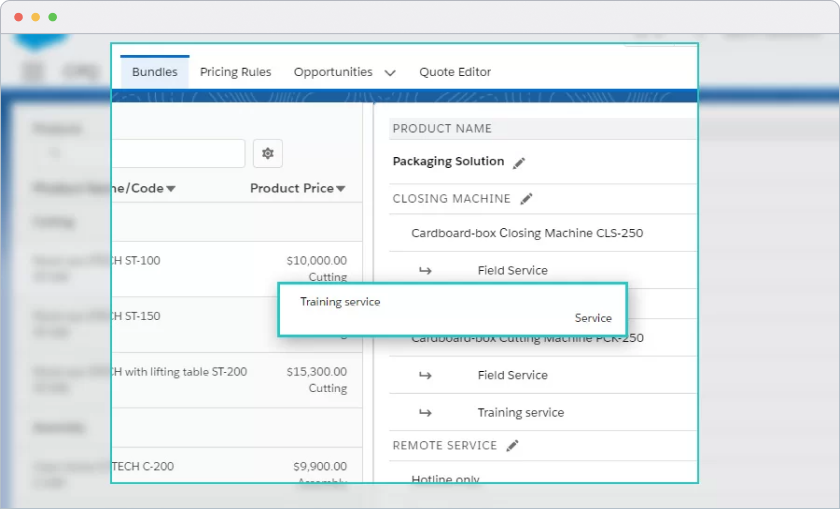 Bundles Pricing Rules Opportunities Quote Editor
me/Code Product Price
CH ST-100 $10,000.00
Cutting
CH ST-150
CH with lifting table ST-200 $15,300.00
Cutting
TECH C-200 $9,900.00
Assembly
PRODUCT NAME
Packaging Solution
CLOSING MACHINE
Cardboard-box Closing Machine CLS-250
Field Service
Training service
Service
Cardboard-box Cutting Machine PCK-250
Field Service
Training service
REMOTE SERVICE
Hotline only